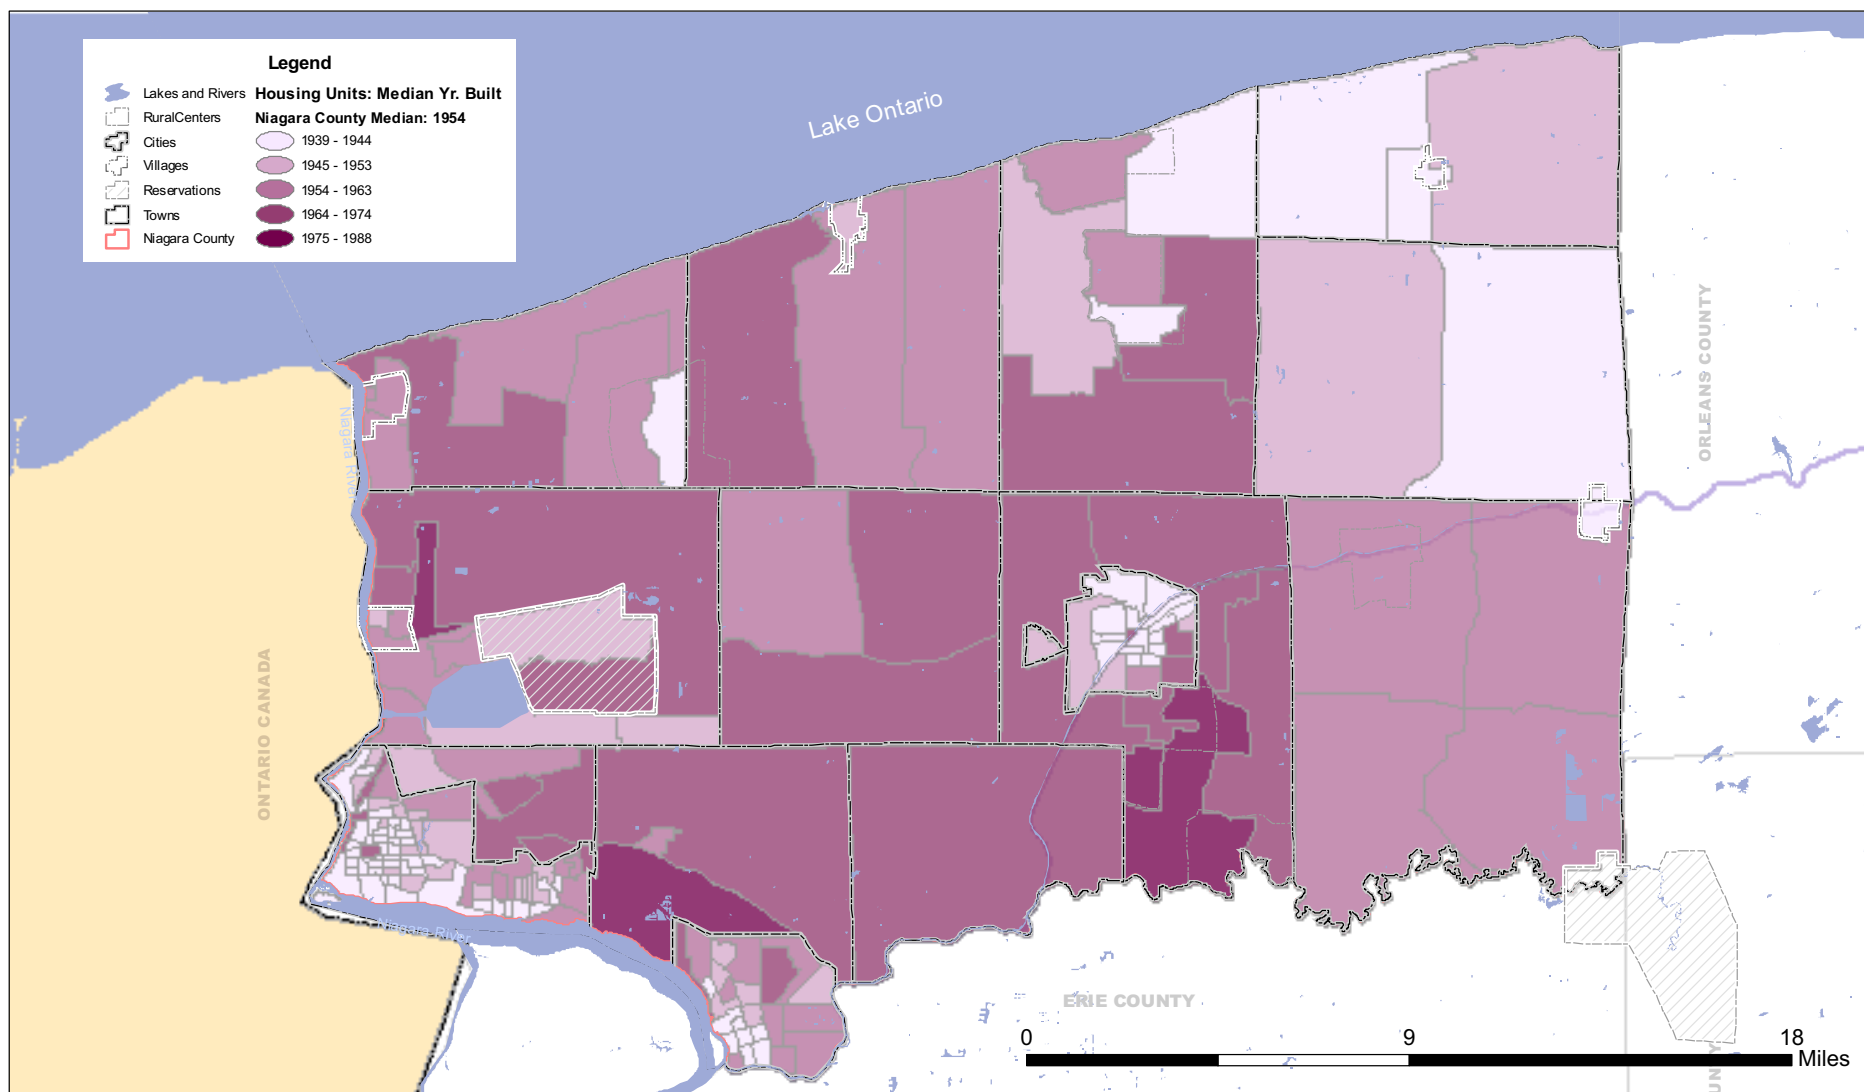 Legend
Lakes and Rivers
RuralCenters
Cities
Villages
Reservations
Towns
Niagara County
Housing Units: Median Yr. Built
Niagara County Median: 1954
1939 - 1944
1945 - 1953
1954 - 1963
1964 - 1974
1975 - 1988
Lake Ontario
Niagara River
ORLEANS COUNTY
ONTARIO CANADA
Niagara River
ERIE COUNTY
0 9 18
Miles